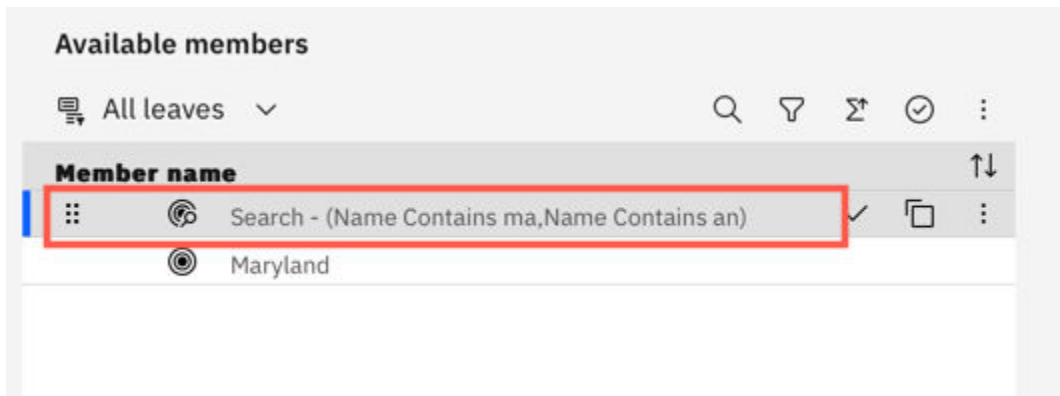 Available members
All leaves
Member name
Search - (Name Contains ma,Name Contains an)
Maryland